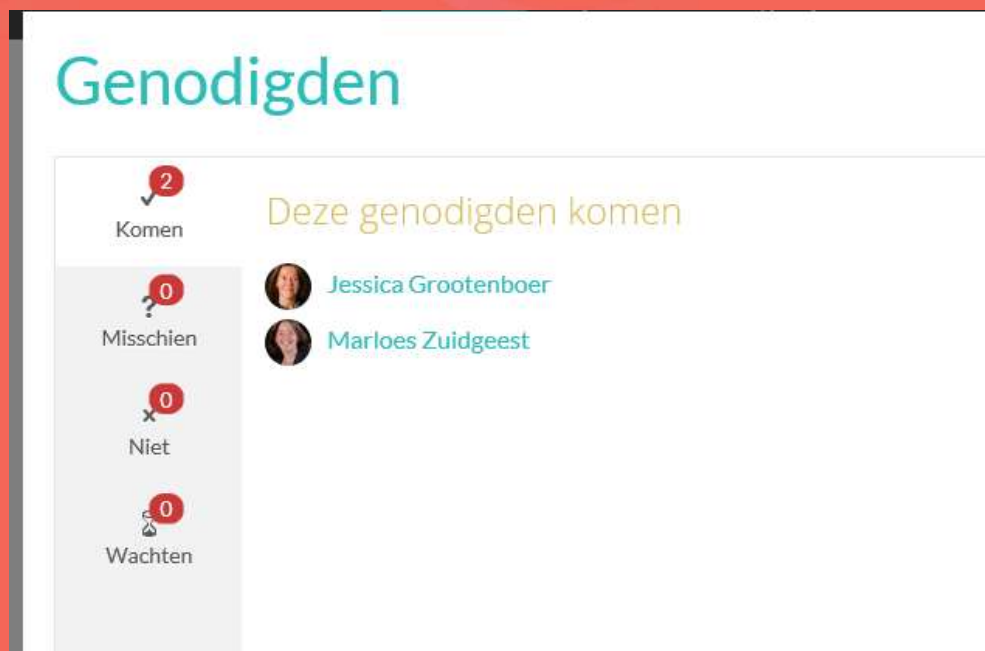 Genodigden
2
Komen
Deze genodigden komen
Jessica Grootenboer
Marloes Zuidgeest
0
Misschien
0
Niet
0
Wachten